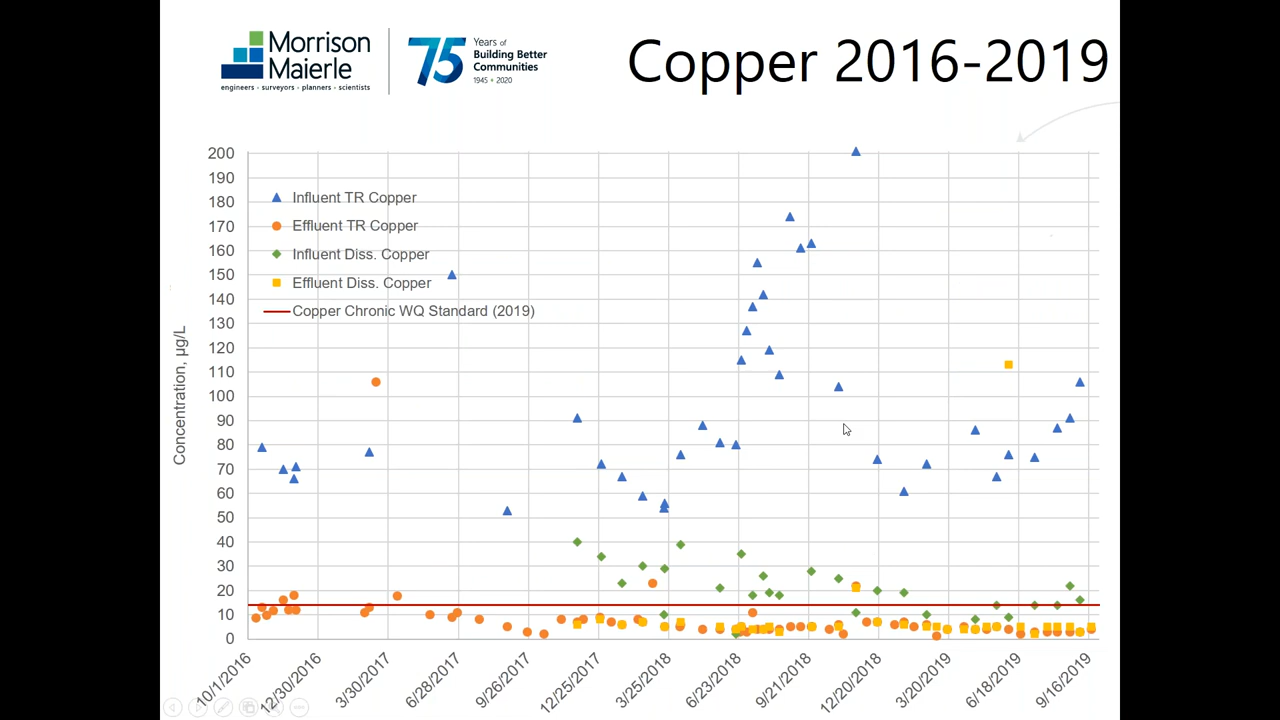 Morrison
Maierle
engineers • surveyors • planners • scientists
75
Years of
Building Better
Communities
1945 • 2020
Copper 2016-2019
Concentration, µg/L
200
190
180
170
160
150
140
130
120
110
100
90
80
70
60
50
40
30
20
10
0
Influent TR Copper
Effluent TR Copper
Influent Diss. Copper
Effluent Diss. Copper
Copper Chronic WQ Standard (2019)
10/1/2016
12/30/2016
3/30/2017
6/28/2017
9/26/2017
12/25/2017
3/25/2018
6/23/2018
9/21/2018
12/20/2018
3/20/2019
6/18/2019
9/16/2019